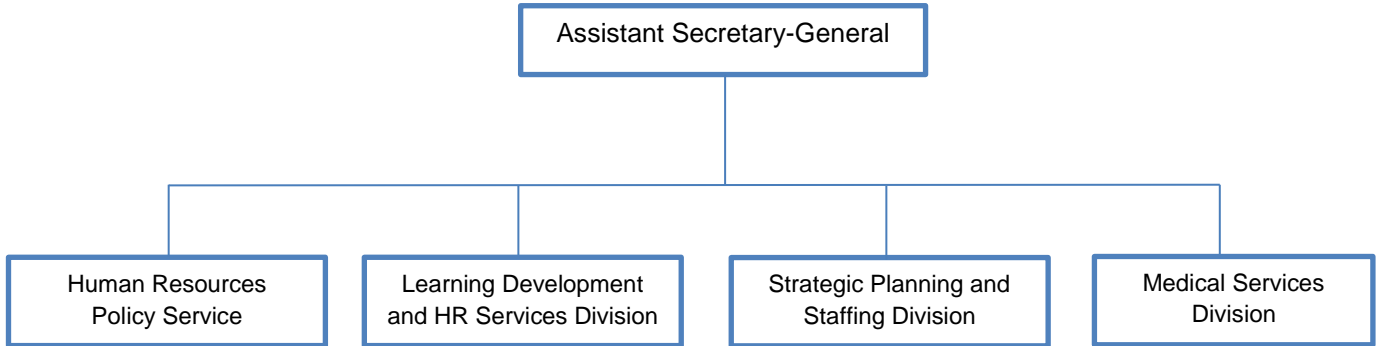 Assistant Secretary-General
Human Resources
Policy Service
Learning Development
and HR Services Division
Strategic Planning and
Staffing Division
Medical Services
Division